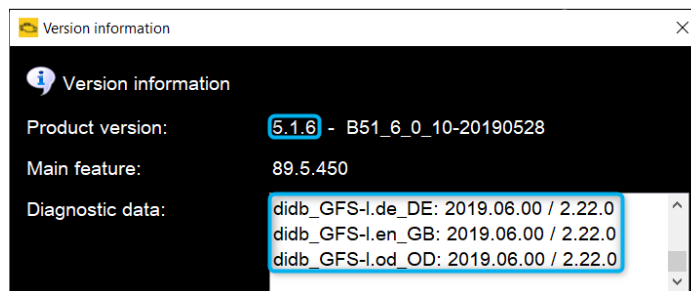 Version information
Version information
Product version: 5.1.6 - B51_6_0_10-20190528
Main feature: 89.5.450
Diagnostic data: didb_GFS-I.de_DE: 2019.06.00 / 2.22.0
didb_GFS-I.en_GB: 2019.06.00 / 2.22.0
didb_GFS-I.od_OD: 2019.06.00 / 2.22.0